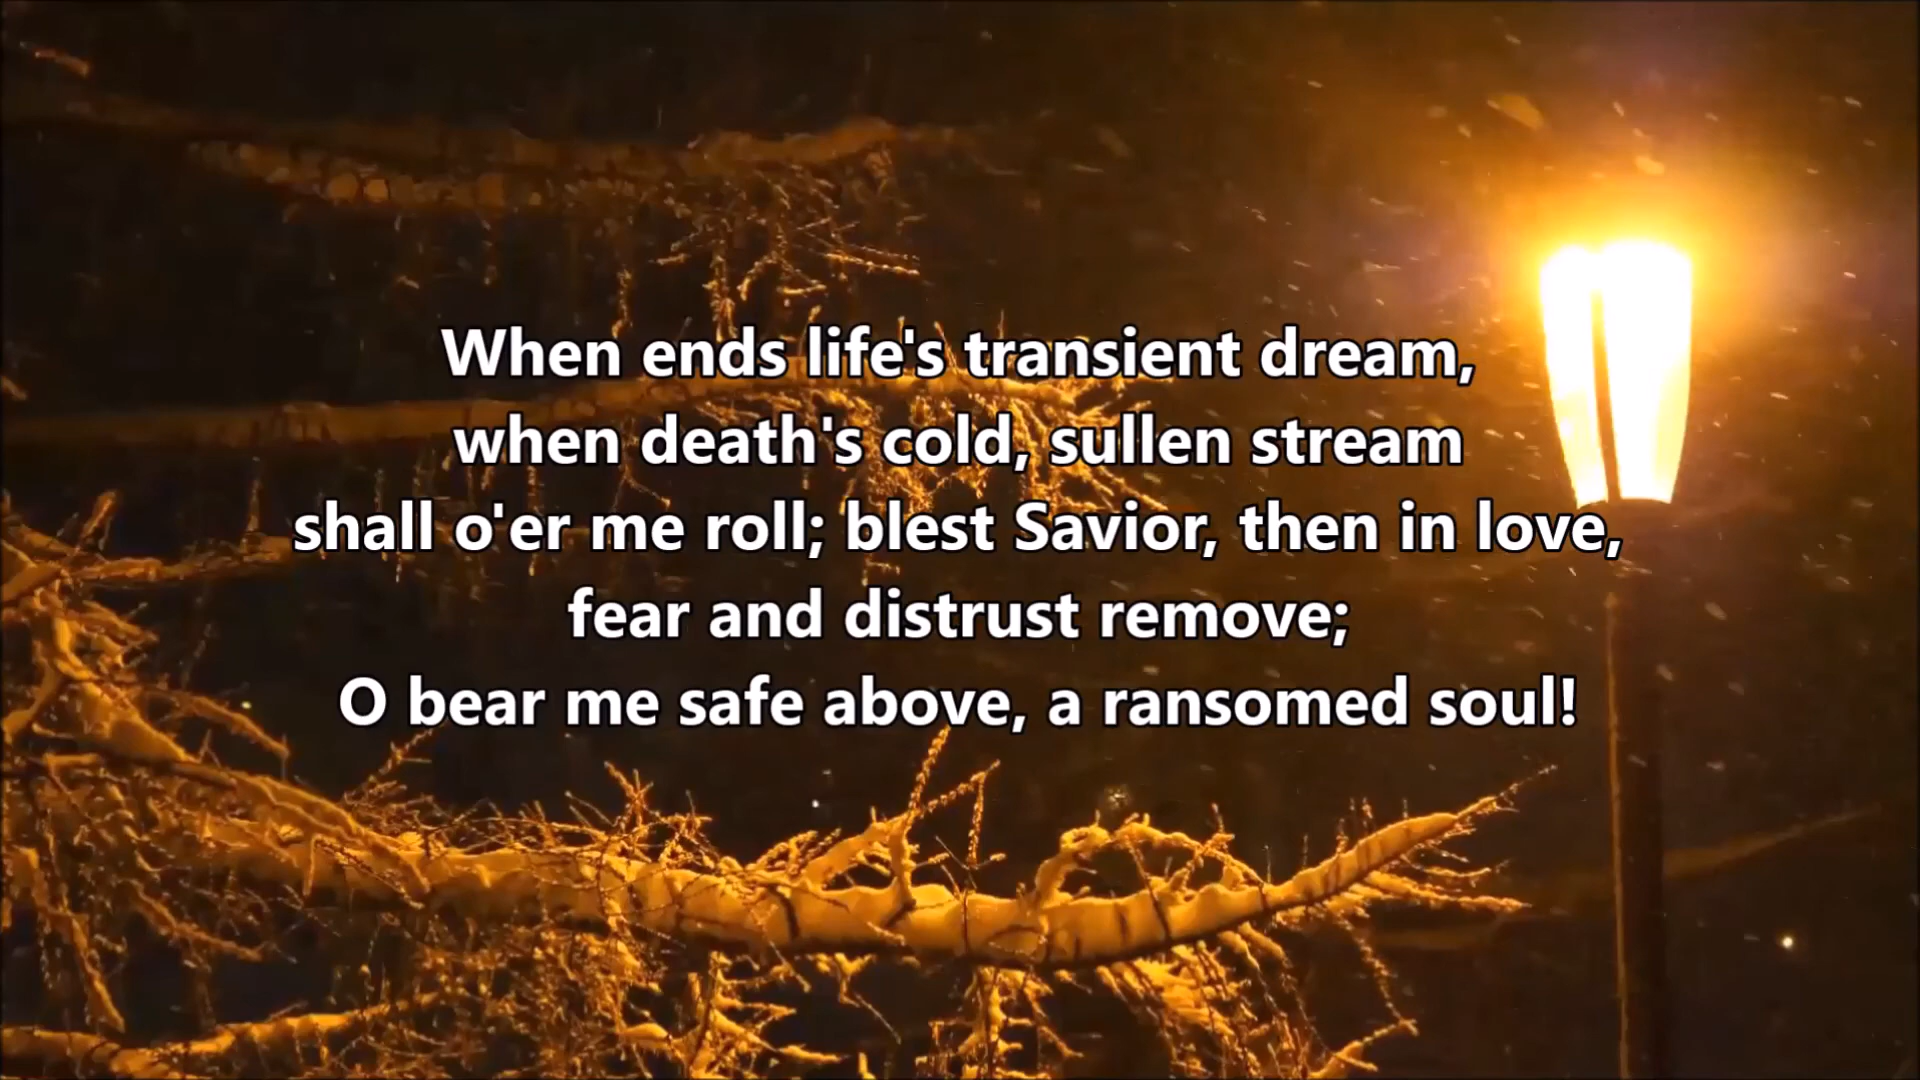 When ends life's transient dream,
when death's cold, sullen stream
shall o'er me roll; blest Savior, then in love,
fear and distrust remove;
O bear me safe above, a ransomed soul!